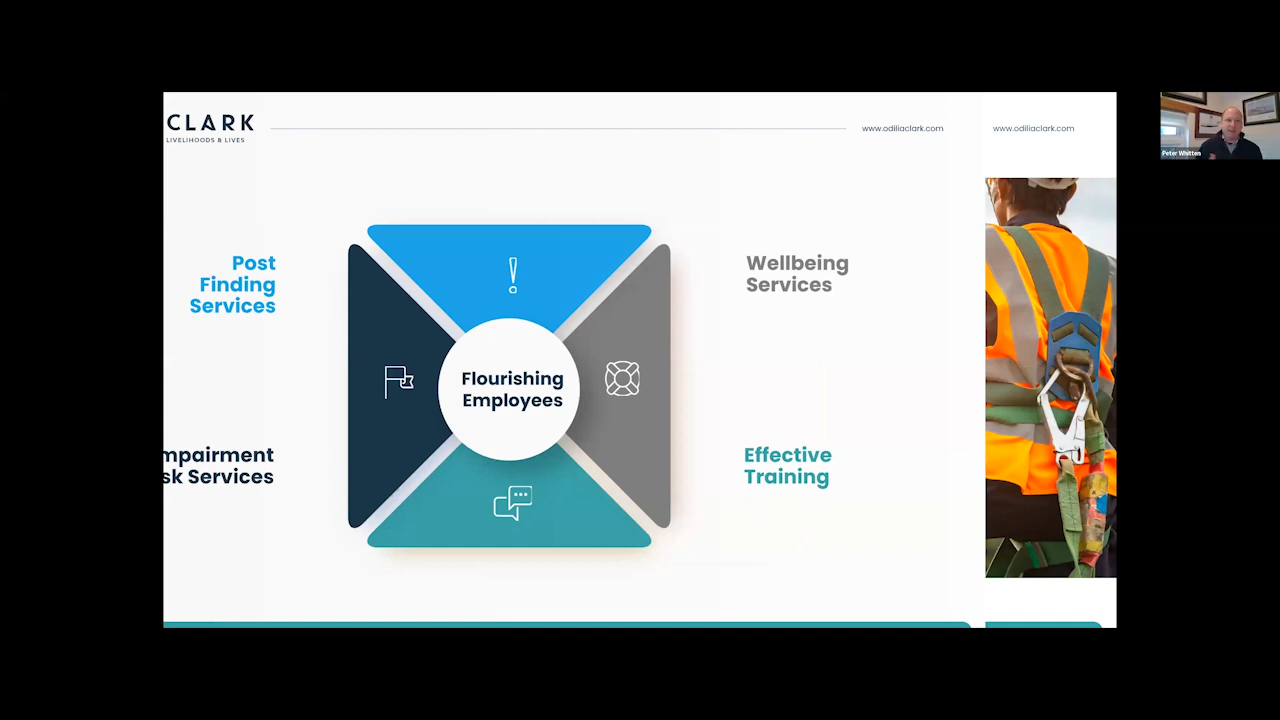 CLARK
LIVELIHOODS & LIVES
www.odiliaclark.com
www.odiliaclark.com
Post
Finding
Services
Wellbeing
Services
Flourishing
Employees
mpairment
sk Services
Effective
Training
Peter Whitten